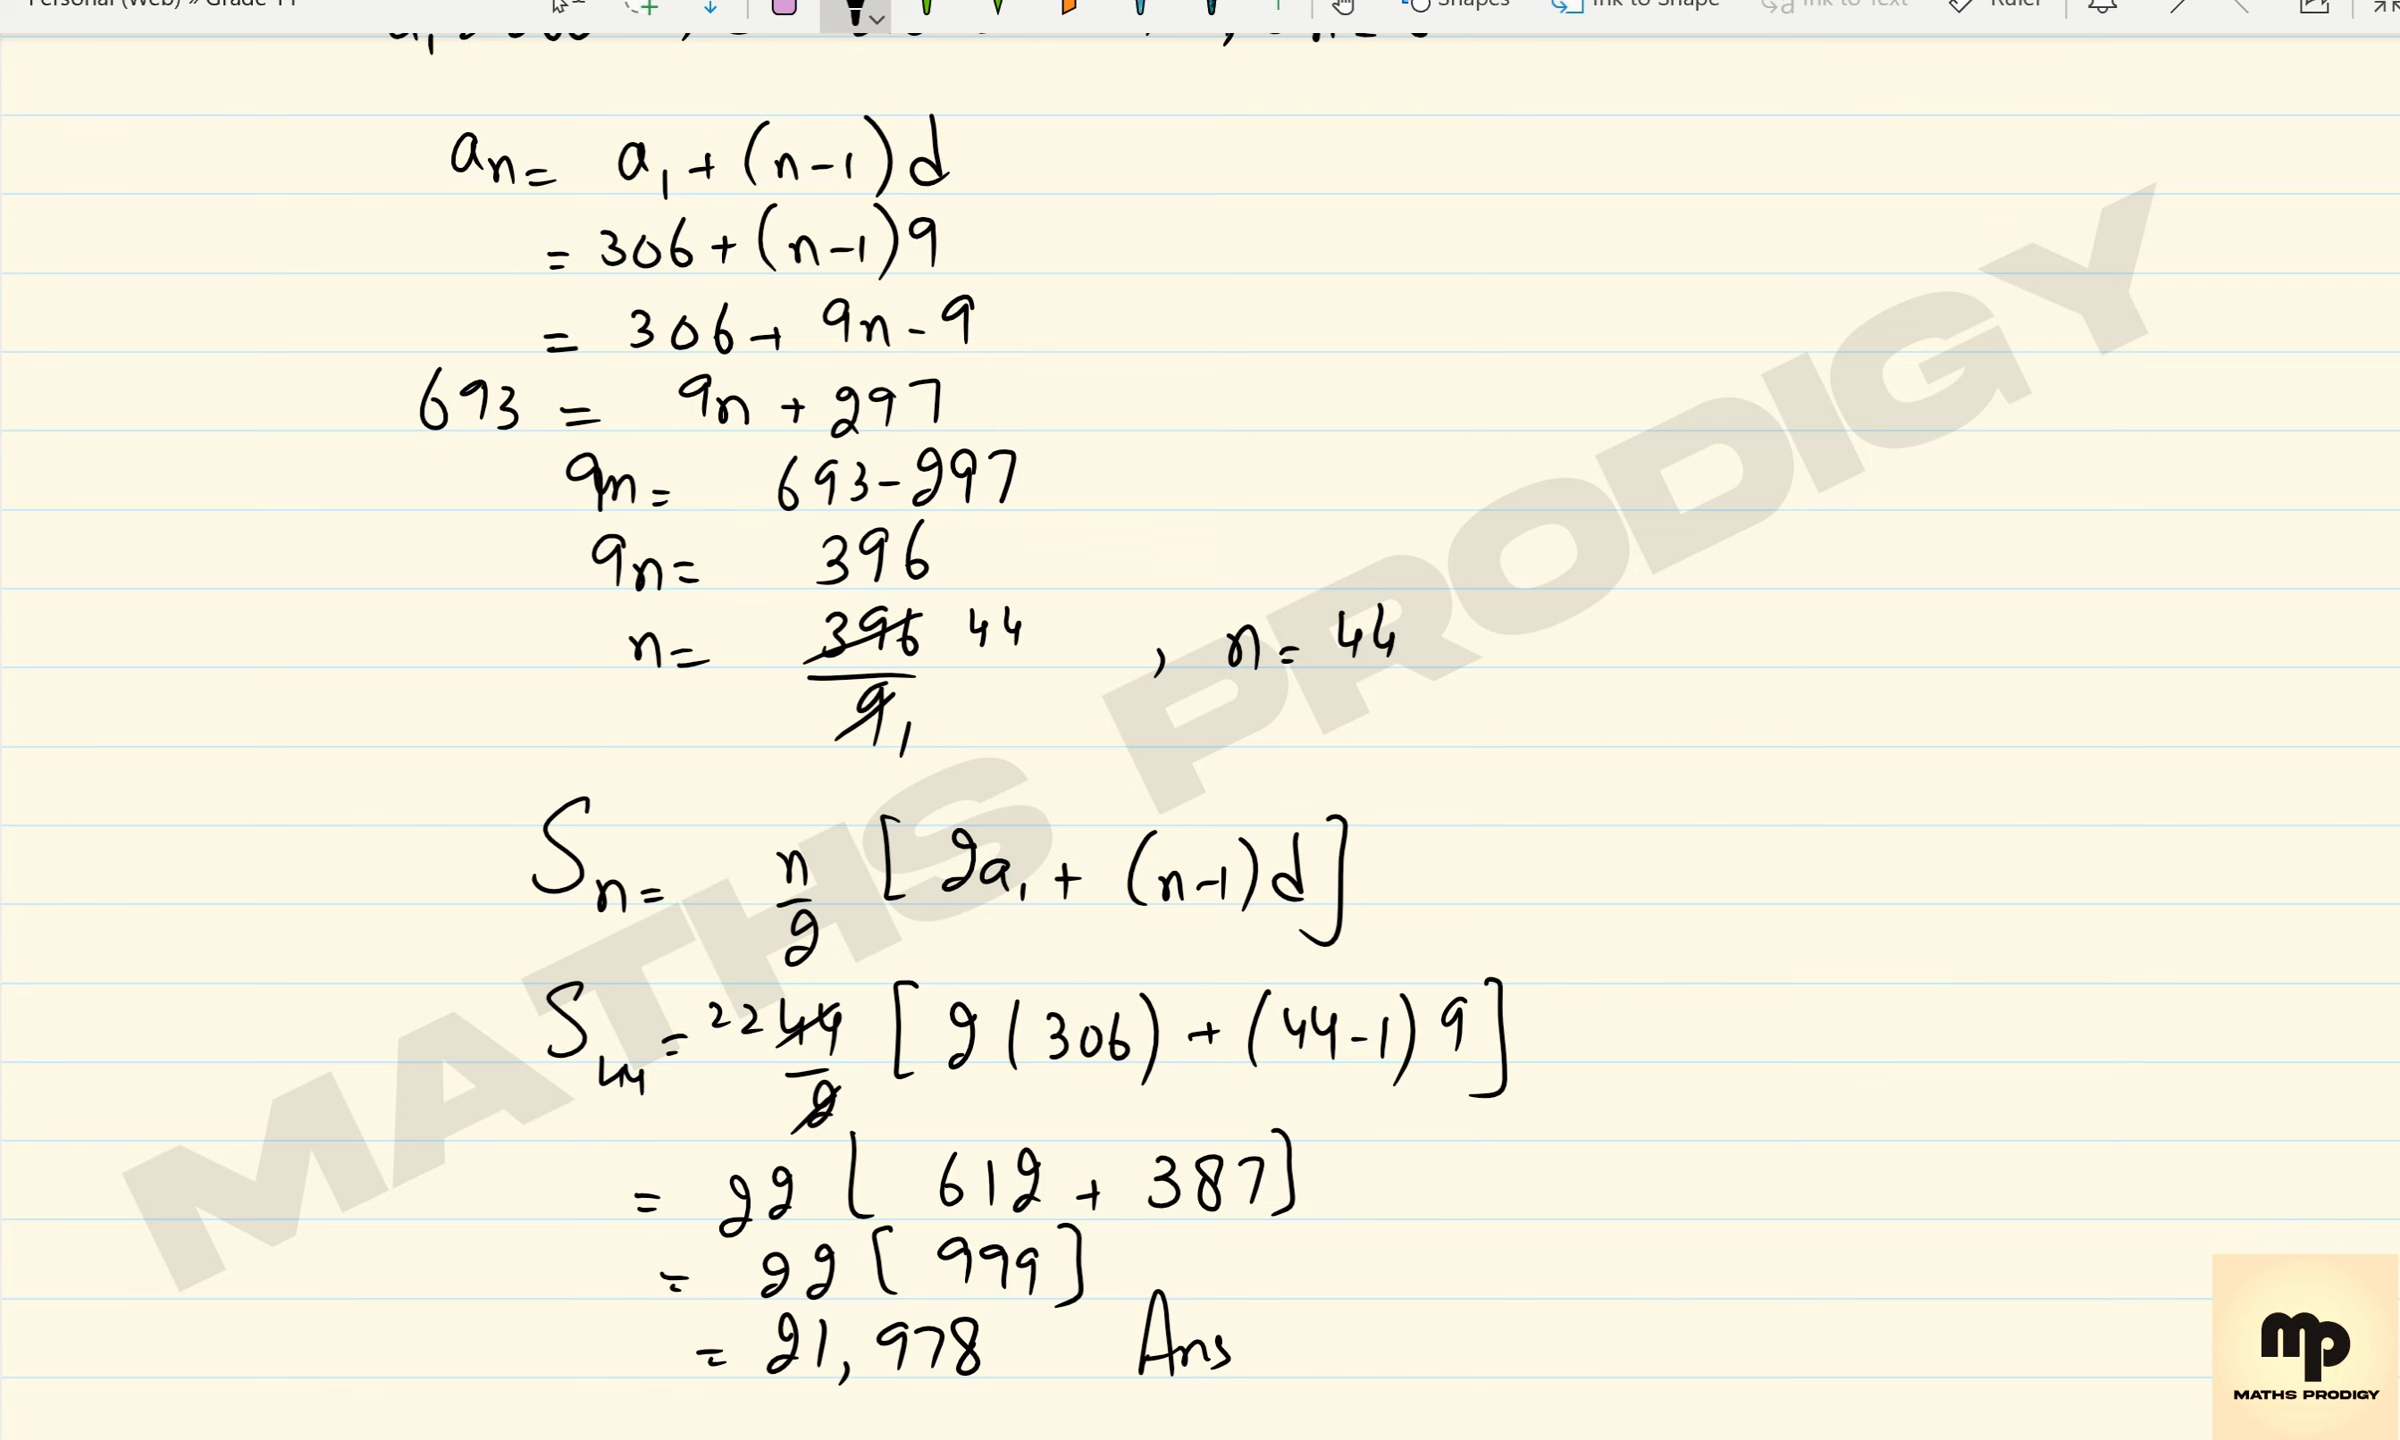 Personal (Web) » Grade 11
Shapes Ink to Shape Ink to Text Ruler
an = a₁ + (n-1)d
= 306 + (n-1)9
= 306 + 9n - 9
693 = 9n + 297
9n = 693-297
9n = 396
n = 396/9 44 1 , n = 44
Sn = n/2 [2a₁ + (n-1)d]
S44 = 22 44/2 [2(306) + (44-1)9]
= 22[612 + 387]
= 22[999]
= 21,978 Ans
MATHS PRODIGY
mp
MATHS PRODIGY